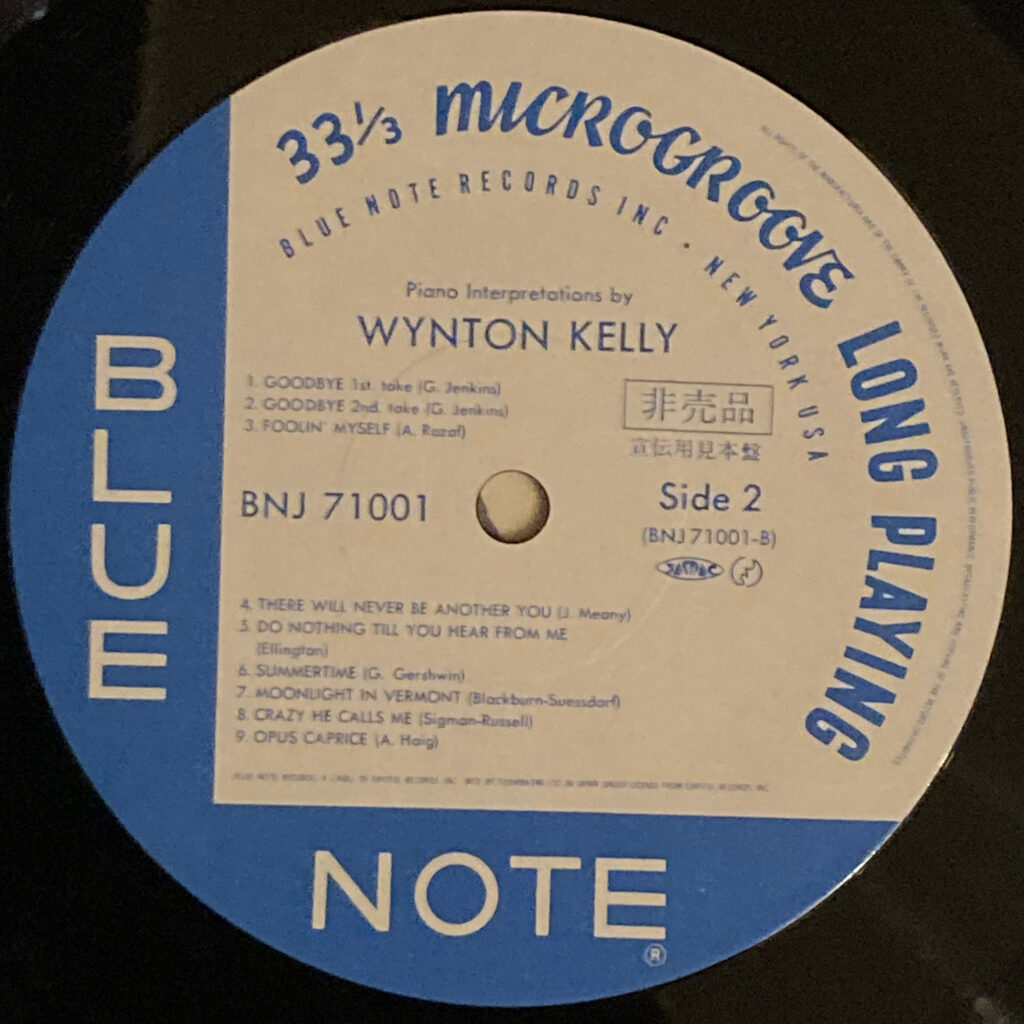 33⅓ MICROGROOVE LONG PLAYING
BLUE NOTE RECORDS INC · NEW YORK USA
Piano Interpretations by
WYNTON KELLY
1. GOODBYE 1st. take (G. Jenkins)
2. GOODBYE 2nd. take (G. Jenkins)
3. FOOLIN' MYSELF (A. Razaf)
非売品
宣伝用見本盤
BNJ 71001
Side 2
(BNJ 71001-B)
JASRAC
4. THERE WILL NEVER BE ANOTHER YOU (J. Meany)
5. DO NOTHING TILL YOU HEAR FROM ME
(Ellington)
6. SUMMERTIME (G. Gershwin)
7. MOONLIGHT IN VERMONT (Blackburn-Suessdorf)
8. CRAZY HE CALLS ME (Sigman-Russell)
9. OPUS CAPRICE (A. Haig)
BLUE
NOTE
®